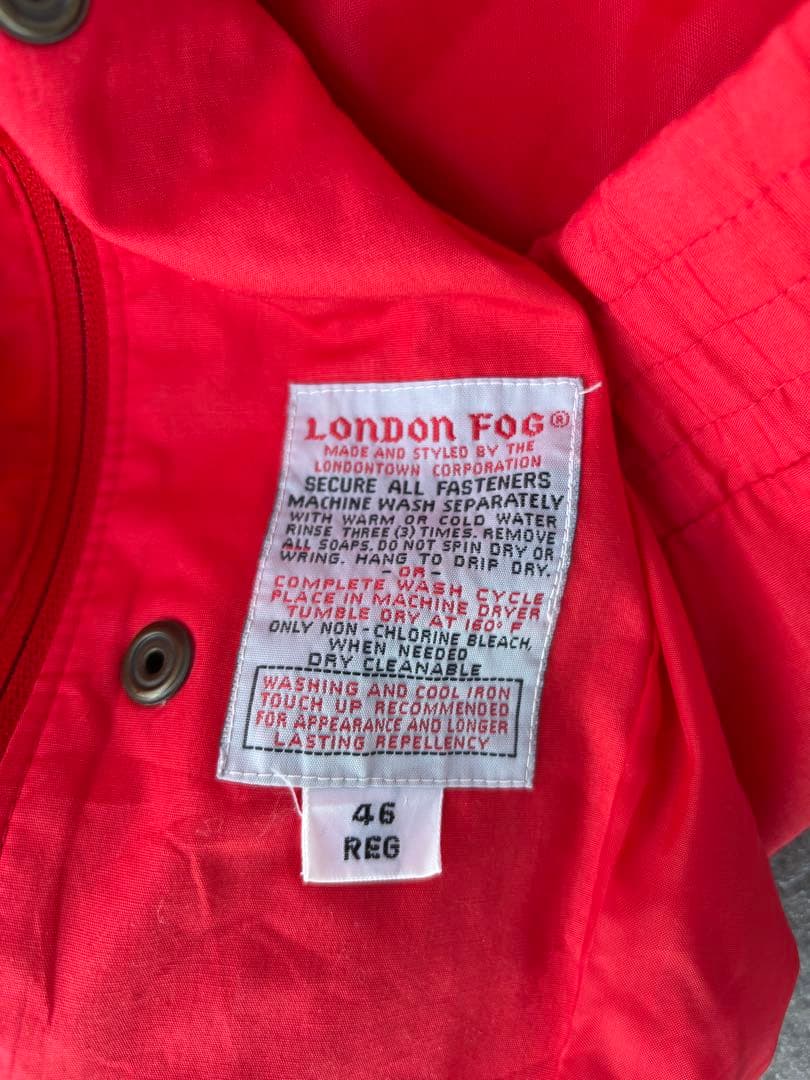 LONDON FOG®
MADE AND STYLED BY THE
LONDONTOWN CORPORATION
SECURE ALL FASTENERS
MACHINE WASH SEPARATELY
WITH WARM OR COLD WATER
RINSE THREE (3) TIMES. REMOVE
ALL SOAPS. DO NOT SPIN DRY OR
WRING. HANG TO DRIP DRY.
- OR -
COMPLETE WASH CYCLE
PLACE IN MACHINE DRYER
TUMBLE DRY AT 160° F
ONLY NON-CHLORINE BLEACH,
WHEN NEEDED
DRY CLEANABLE
WASHING AND COOL IRON
TOUCH UP RECOMMENDED
FOR APPEARANCE AND LONGER
LASTING REPELLENCY
46
REG